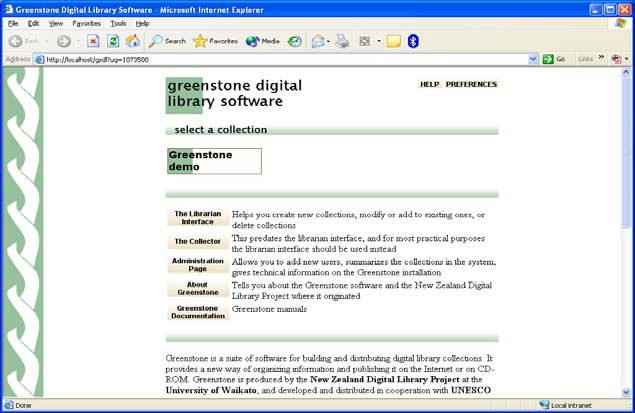 Greenstone Digital Library Software - Microsoft Internet Explorer
File Edit View Favorites Tools Help
Back Search Favorites Media
Address http://localhost/gsdl?uq=1073500 Go Links »
greenstone digital
library software
HELP PREFERENCES
select a collection
Greenstone
demo
The Librarian
Interface
Helps you create new collections, modify or add to existing ones, or
delete collections
The Collector
This predates the librarian interface, and for most practical purposes
the librarian interface should be used instead
Administration
Page
Allows you to add new users, summarizes the collections in the system,
gives technical information on the Greenstone installation
About
Greenstone
Tells you about the Greenstone software and the New Zealand Digital
Library Project where it originated
Greenstone
Documentation
Greenstone manuals
Greenstone is a suite of software for building and distributing digital library collections. It
provides a new way of organizing information and publishing it on the Internet or on CD-
ROM. Greenstone is produced by the New Zealand Digital Library Project at the
University of Waikato, and developed and distributed in cooperation with UNESCO
Done Local intranet